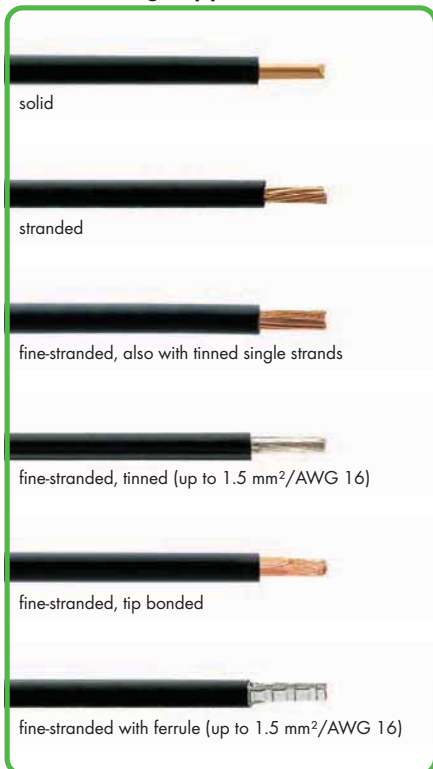 solid
stranded
fine-stranded, also with tinned single strands
fine-stranded, tinned (up to 1.5 mm²/AWG 16)
fine-stranded, tip bonded
fine-stranded with ferrule (up to 1.5 mm²/AWG 16)